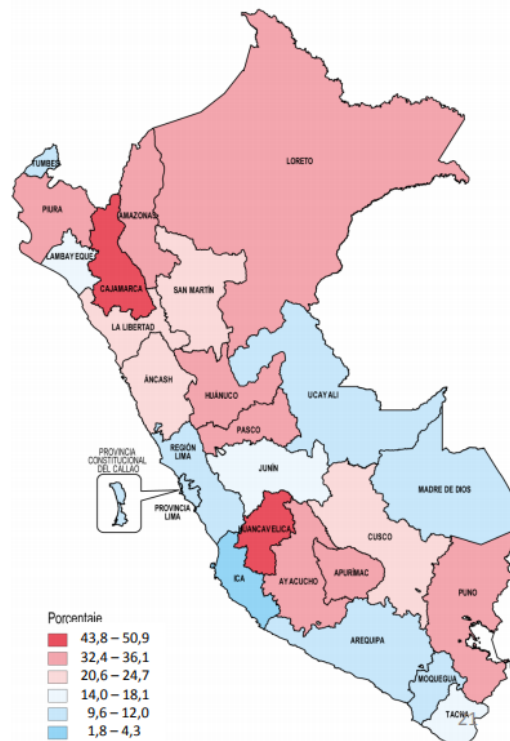 LORETO
TUMBES
PIURA
AMAZONAS
LAMBAYEQUE
CAJAMARCA
SAN MARTÍN
LA LIBERTAD
ÁNCASH
HUÁNUCO
UCAYALI
PASCO
PROVINCIA
CONSTITUCIONAL
DEL CALLAO
REGIÓN
LIMA
JUNÍN
MADRE DE DIOS
PROVINCIA
LIMA
HUANCAVELICA
CUSCO
ICA
AYACUCHO
APURÍMAC
PUNO
AREQUIPA
MOQUEGUA
TACNA
21
Porcentaje
43,8 – 50,9
32,4 – 36,1
20,6 – 24,7
14,0 – 18,1
9,6 – 12,0
1,8 – 4,3